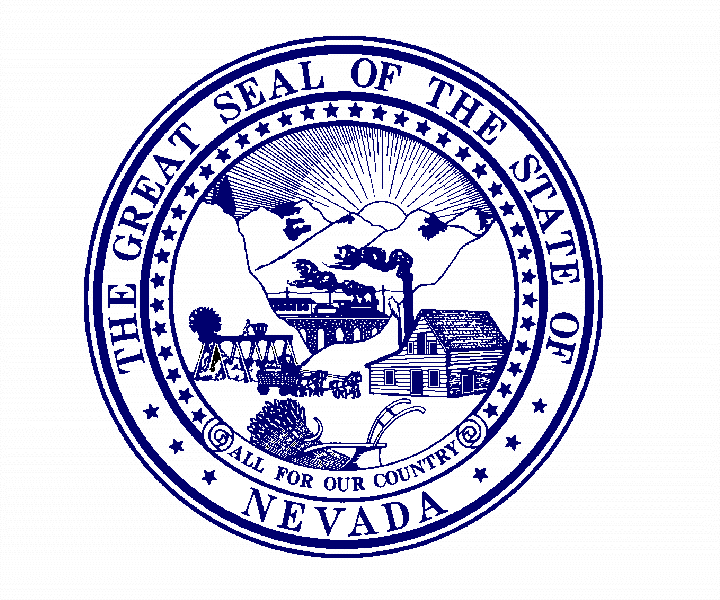 THE GREAT SEAL OF THE STATE OF
NEVADA
ALL FOR OUR COUNTRY